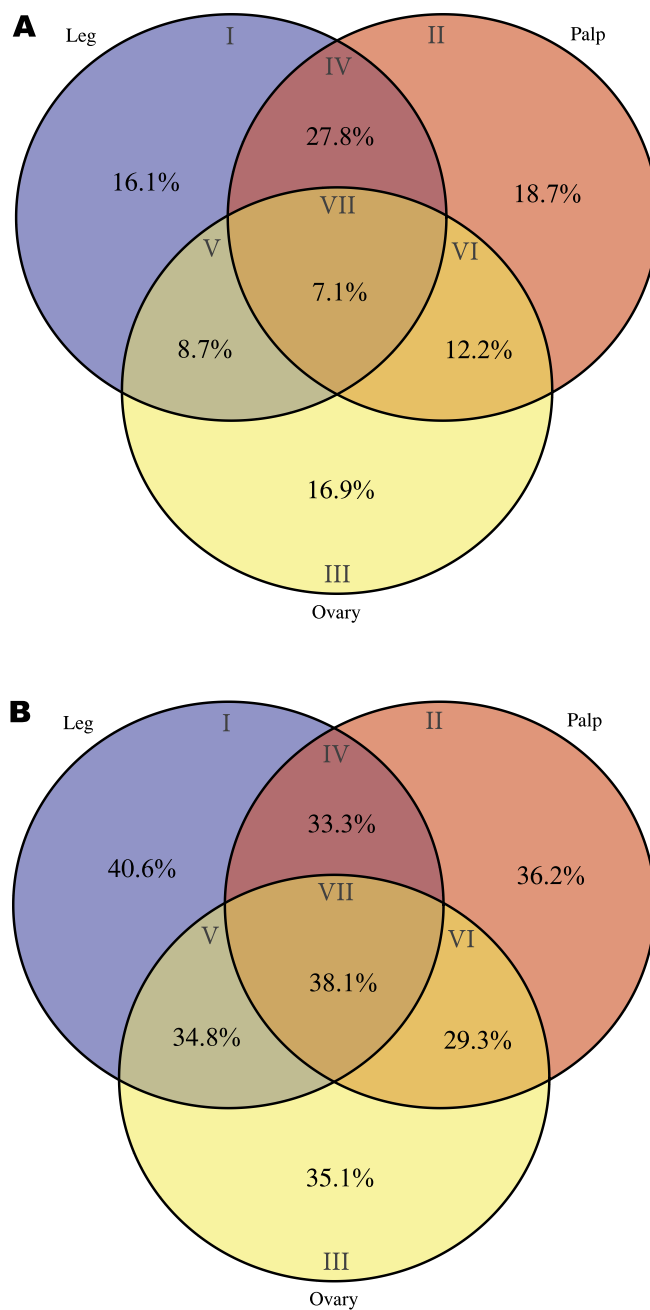 A
Leg
I
II
Palp
IV
27.8%
16.1%
18.7%
VII
V
VI
7.1%
8.7%
12.2%
16.9%
III
Ovary
B
Leg
I
II
Palp
IV
33.3%
40.6%
36.2%
VII
V
VI
38.1%
34.8%
29.3%
35.1%
III
Ovary